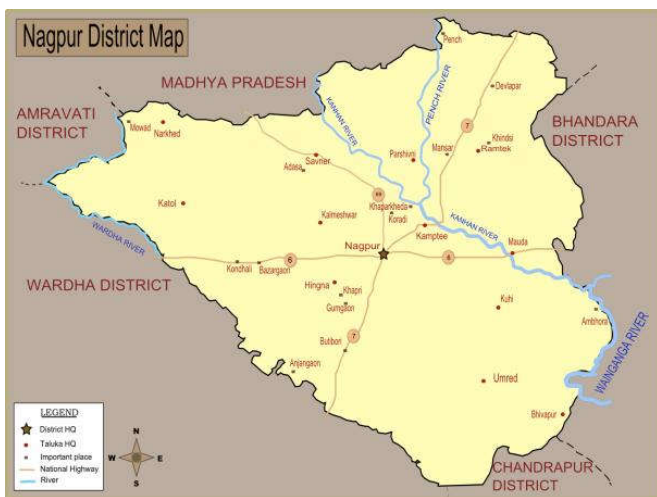 Nagpur District Map
MADHYA PRADESH
AMRAVATI
DISTRICT
BHANDARA
DISTRICT
WARDHA DISTRICT
CHANDRAPUR
DISTRICT
Pench
PENCH RIVER
KANHAN RIVER
Devlapar
7
Mowad
Narkhed
Savner
Adasa
Parshivni
Mansar
Khindsi
Ramtek
Katol
Kalmeshwar
Khaparkheda
Koradi
KANHAN RIVER
Kamptee
WARDHA RIVER
Nagpur
Mauda
Kondhali
Bazargaon
6
Hingna
Khapri
Gumgaon
Kuhi
Ambhora
WAINGANGA RIVER
Butibori
7
Anjangaon
Umred
Bhivapur
LEGEND
District HQ
Taluka HQ
Important place
National Highway
River
N
W
E
S